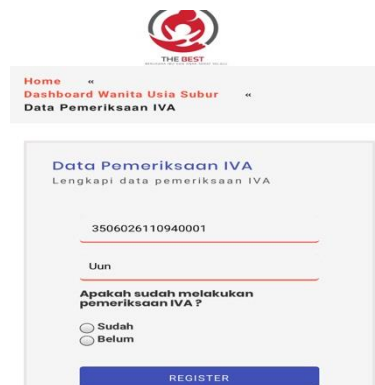 THE BEST
Home «
Dashboard Wanita Usia Subur «
Data Pemeriksaan IVA
Data Pemeriksaan IVA
Lengkapi data pemeriksaan IVA
3506026110940001
Uun
Apakah sudah melakukan
pemeriksaan IVA ?
Sudah
Belum
REGISTER